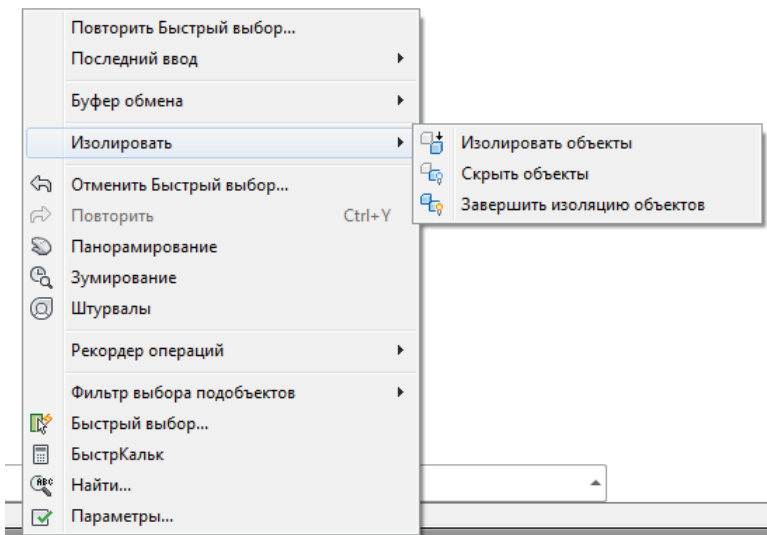 Повторить Быстрый выбор...
Последний ввод
Буфер обмена
Изолировать
Изолировать объекты
Скрыть объекты
Завершить изоляцию объектов
Отменить Быстрый выбор...
Повторить Ctrl+Y
Панорамирование
Зумирование
Штурвалы
Рекордер операций
Фильтр выбора подобъектов
Быстрый выбор...
БыстрКальк
ABC
Найти...
Параметры...